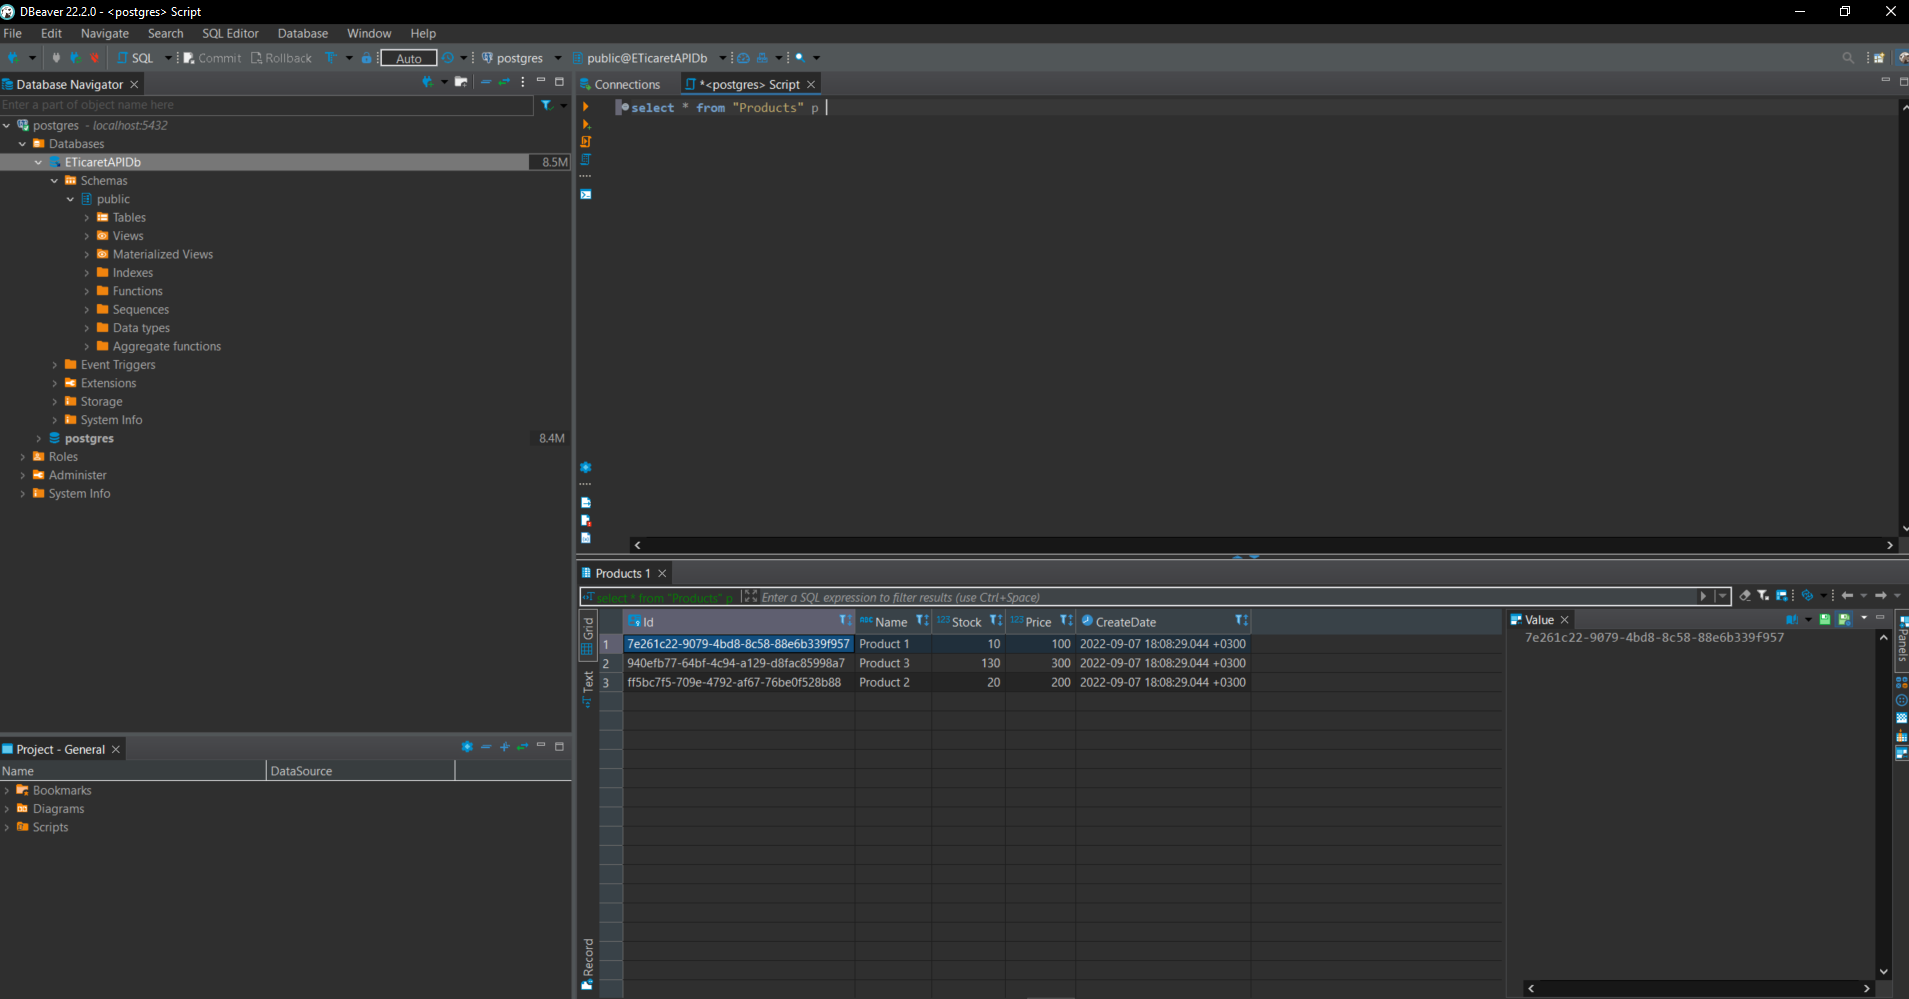 DBeaver 22.2.0 - <postgres> Script
File Edit Navigate Search SQL Editor Database Window Help
SQL Commit Rollback Auto postgres public@ETicaretAPIDb
Database Navigator
Enter a part of object name here
postgres - localhost:5432
Databases
ETicaretAPIDb 8.5M
Schemas
public
Tables
Views
Materialized Views
Indexes
Functions
Sequences
Data types
Aggregate functions
Event Triggers
Extensions
Storage
System Info
postgres 8.4M
Roles
Administer
System Info
Project - General
Name DataSource
Bookmarks
Diagrams
Scripts
Connections *<postgres> Script
select * from "Products" p
Products 1
select * from "Products" p Enter a SQL expression to filter results (use Ctrl+Space)
Grid
Text
Record
Id Name Stock Price CreateDate
1 7e261c22-9079-4bd8-8c58-88e6b339f957 Product 1 10 100 2022-09-07 18:08:29.044 +0300
2 940efb77-64bf-4c94-a129-d8fac85998a7 Product 3 130 300 2022-09-07 18:08:29.044 +0300
3 ff5bc7f5-709e-4792-af67-76be0f528b88 Product 2 20 200 2022-09-07 18:08:29.044 +0300
Value
7e261c22-9079-4bd8-8c58-88e6b339f957
Panels